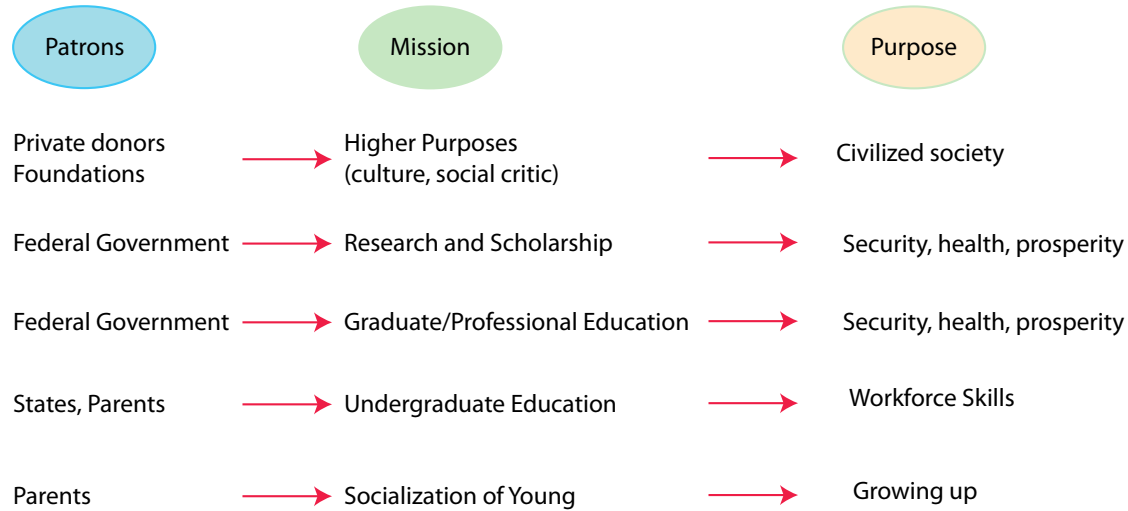 Patrons
Mission
Purpose
Private donors
Foundations
Higher Purposes
(culture, social critic)
Civilized society
Federal Government
Research and Scholarship
Security, health, prosperity
Federal Government
Graduate/Professional Education
Security, health, prosperity
States, Parents
Undergraduate Education
Workforce Skills
Parents
Socialization of Young
Growing up